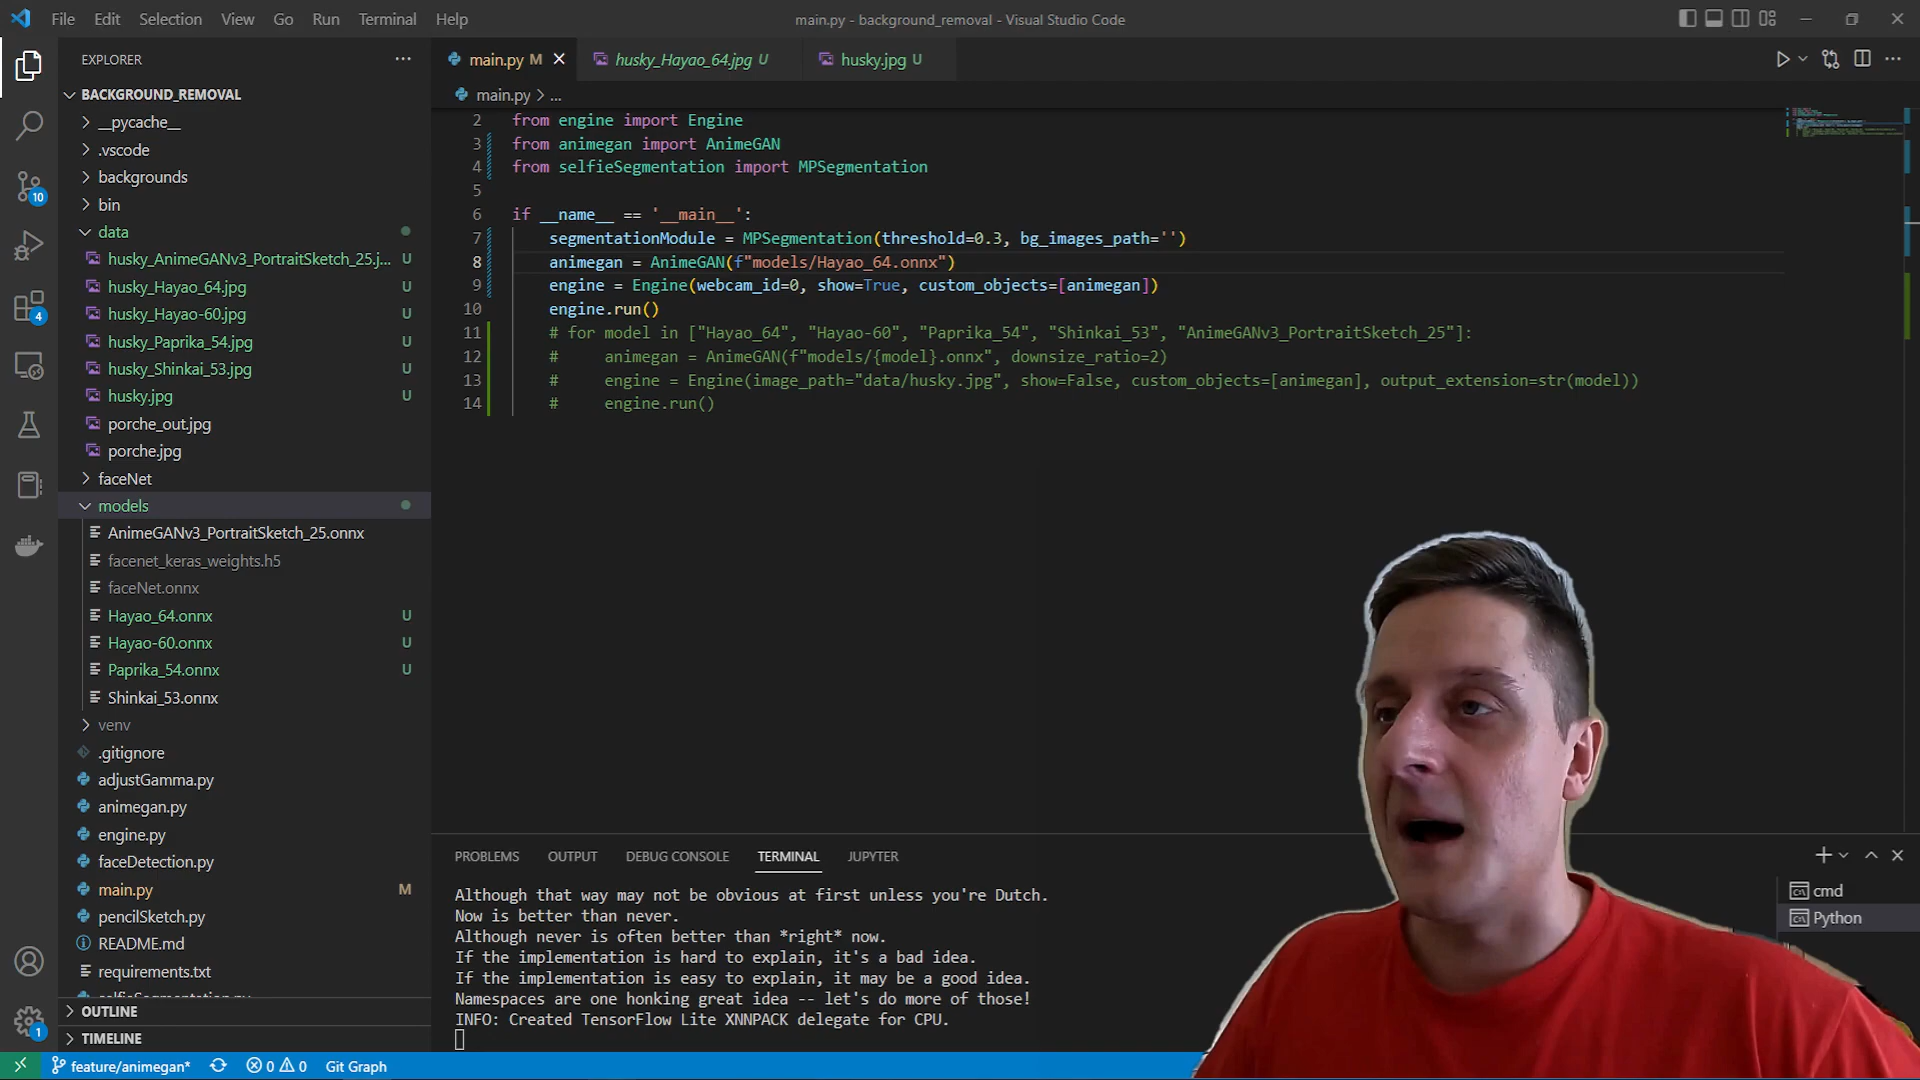 File Edit Selection View Go Run Terminal Help
main.py - background_removal - Visual Studio Code
EXPLORER
BACKGROUND_REMOVAL
__pycache__
.vscode
backgrounds
bin
data
husky_AnimeGANv3_PortraitSketch_25.j... U
husky_Hayao_64.jpg U
husky_Hayao-60.jpg U
husky_Paprika_54.jpg U
husky_Shinkai_53.jpg U
husky.jpg U
porche_out.jpg
porche.jpg
faceNet
models
AnimeGANv3_PortraitSketch_25.onnx
facenet_keras_weights.h5
faceNet.onnx
Hayao_64.onnx U
Hayao-60.onnx U
Paprika_54.onnx U
Shinkai_53.onnx
venv
.gitignore
adjustGamma.py
animegan.py
engine.py
faceDetection.py
main.py M
pencilSketch.py
README.md
requirements.txt
OUTLINE
TIMELINE
10
4
1
main.py M
husky_Hayao_64.jpg U
husky.jpg U
main.py > ...
2 from engine import Engine
3 from animegan import AnimeGAN
4 from selfieSegmentation import MPSegmentation
5
6 if __name__ == '__main__':
7 segmentationModule = MPSegmentation(threshold=0.3, bg_images_path='')
8 animegan = AnimeGAN(f"models/Hayao_64.onnx")
9 engine = Engine(webcam_id=0, show=True, custom_objects=[animegan])
10 engine.run()
11 # for model in ["Hayao_64", "Hayao-60", "Paprika_54", "Shinkai_53", "AnimeGANv3_PortraitSketch_25"]:
12 # animegan = AnimeGAN(f"models/{model}.onnx", downsize_ratio=2)
13 # engine = Engine(image_path="data/husky.jpg", show=False, custom_objects=[animegan], output_extension=str(model))
14 # engine.run()
PROBLEMS OUTPUT DEBUG CONSOLE TERMINAL JUPYTER
Although that way may not be obvious at first unless you're Dutch.
Now is better than never.
Although never is often better than *right* now.
If the implementation is hard to explain, it's a bad idea.
If the implementation is easy to explain, it may be a good idea.
Namespaces are one honking great idea -- let's do more of those!
INFO: Created TensorFlow Lite XNNPACK delegate for CPU.
cmd
Python
feature/animegan* 0 0 Git Graph